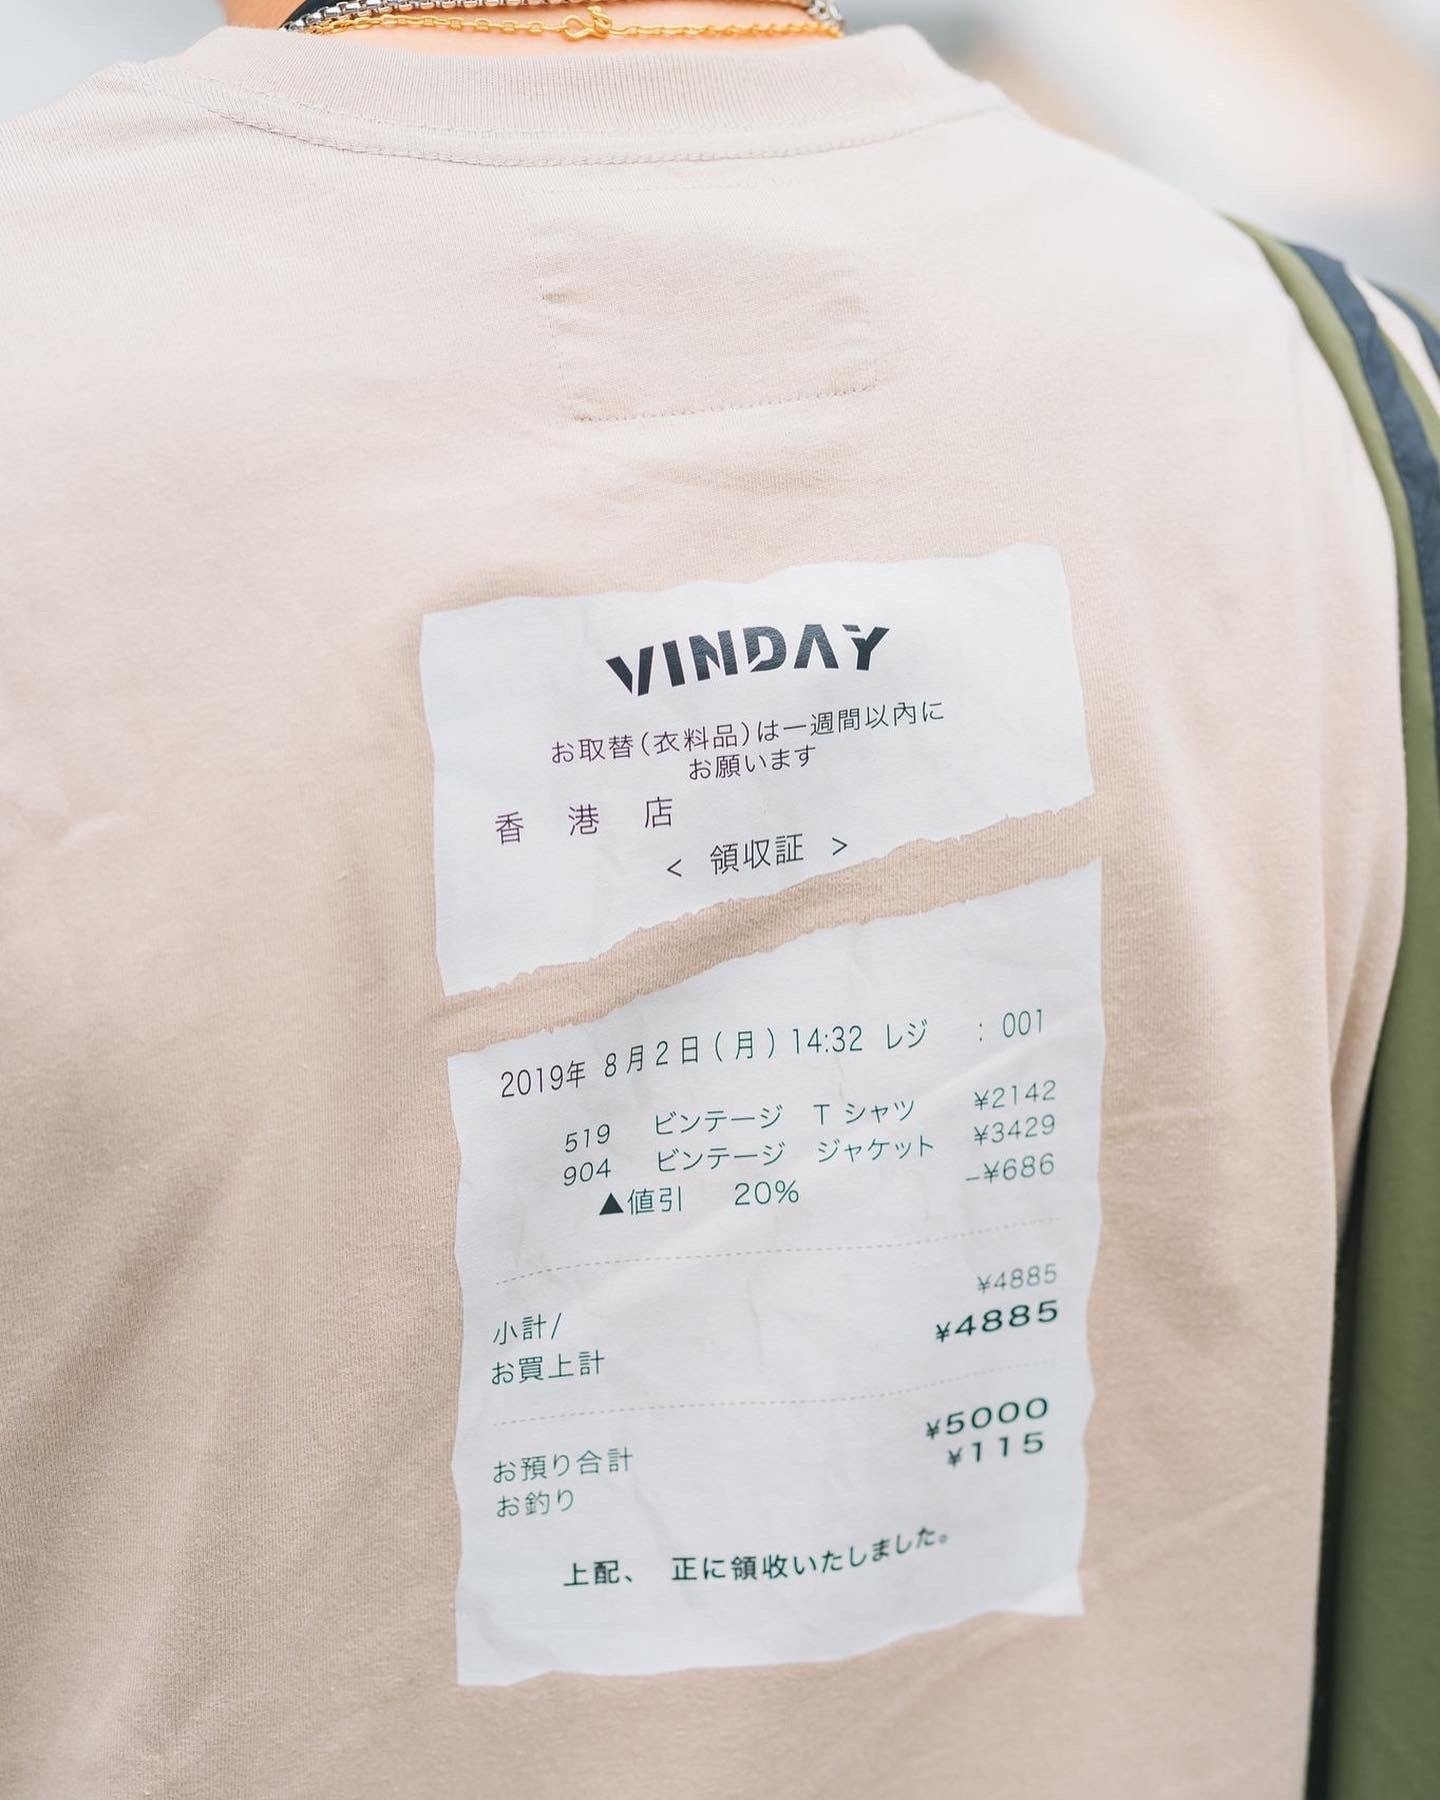 VINDAY
お取替(衣料品)は一週間以内に
お願います
香 港 店
< 領収証 >
2019年 8月2日(月)14:32 レジ : 001
519 ビンテージ T シャツ ¥2142
904 ビンテージ ジャケット ¥3429
▲値引 20% -¥686
¥4885
小計/ ¥4885
お買上計
¥5000
お預り合計 ¥115
お釣り
上配、 正に領收いたしました。